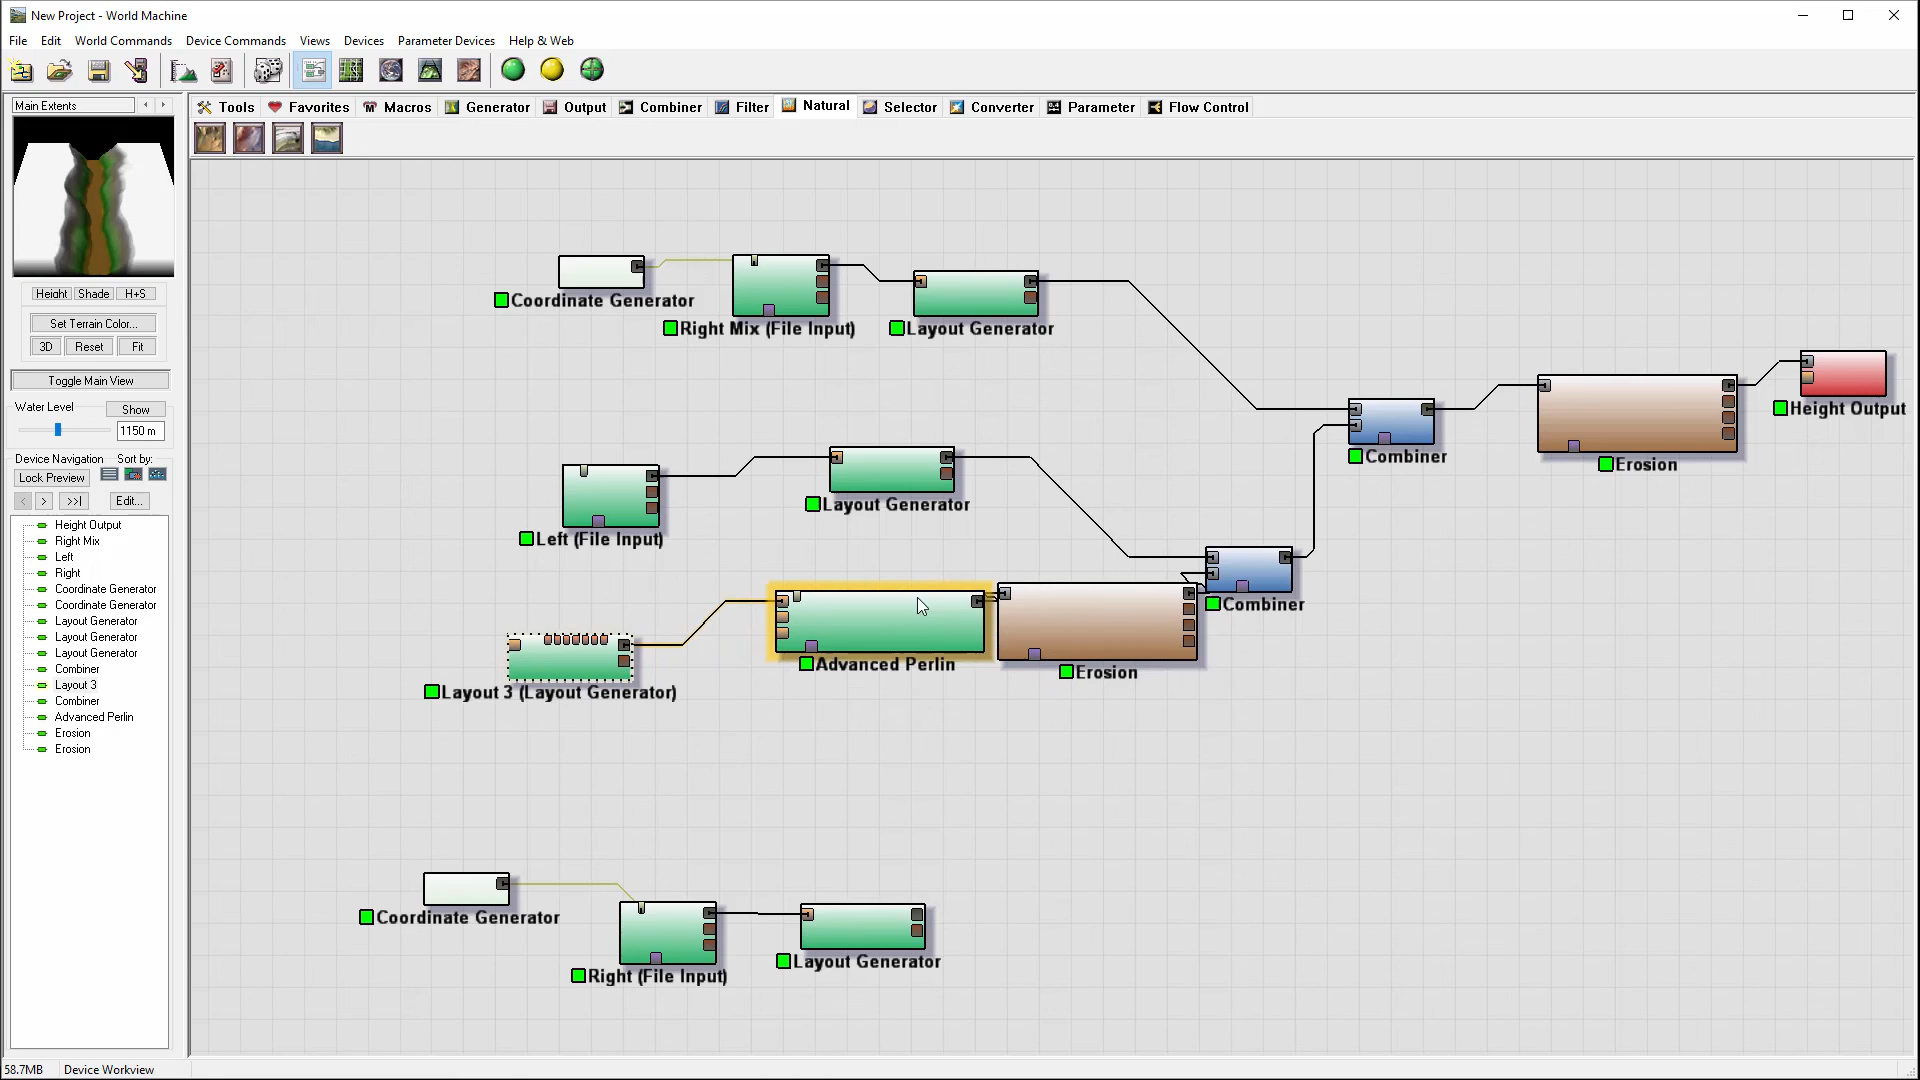 New Project - World Machine
File Edit World Commands Device Commands Views Devices Parameter Devices Help & Web
Main Extents
Tools Favorites Macros Generator Output Combiner Filter Natural Selector Converter Parameter Flow Control
Height Shade H+S
Set Terrain Color...
3D Reset Fit
Toggle Main View
Water Level Show
1150 m
Device Navigation Sort by:
Lock Preview
< > >>| Edit...
Height Output
Right Mix
Left
Right
Coordinate Generator
Coordinate Generator
Layout Generator
Layout Generator
Layout Generator
Combiner
Layout 3
Combiner
Advanced Perlin
Erosion
Erosion
Coordinate Generator
Right Mix (File Input)
Layout Generator
Height Output
Combiner
Erosion
Layout Generator
Left (File Input)
Combiner
Advanced Perlin
Erosion
Layout 3 (Layout Generator)
Coordinate Generator
Layout Generator
Right (File Input)
58.7MB Device Workview